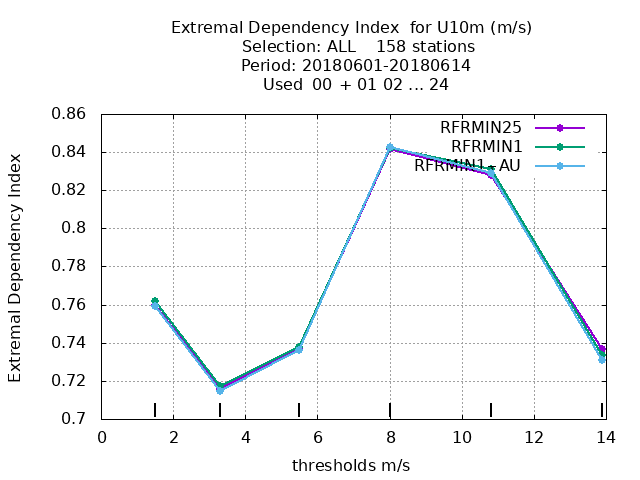 Extremal Dependency Index  for U10m (m/s)
Selection: ALL    158 stations
Period: 20180601-20180614
Used  00  + 01 02 ... 24
RFRMIN25
RFRMIN1
RFRMIN1_AU
Extremal Dependency Index
0.86
0.84
0.82
0.8
0.78
0.76
0.74
0.72
0.7
0 2 4 6 8 10 12 14
thresholds m/s